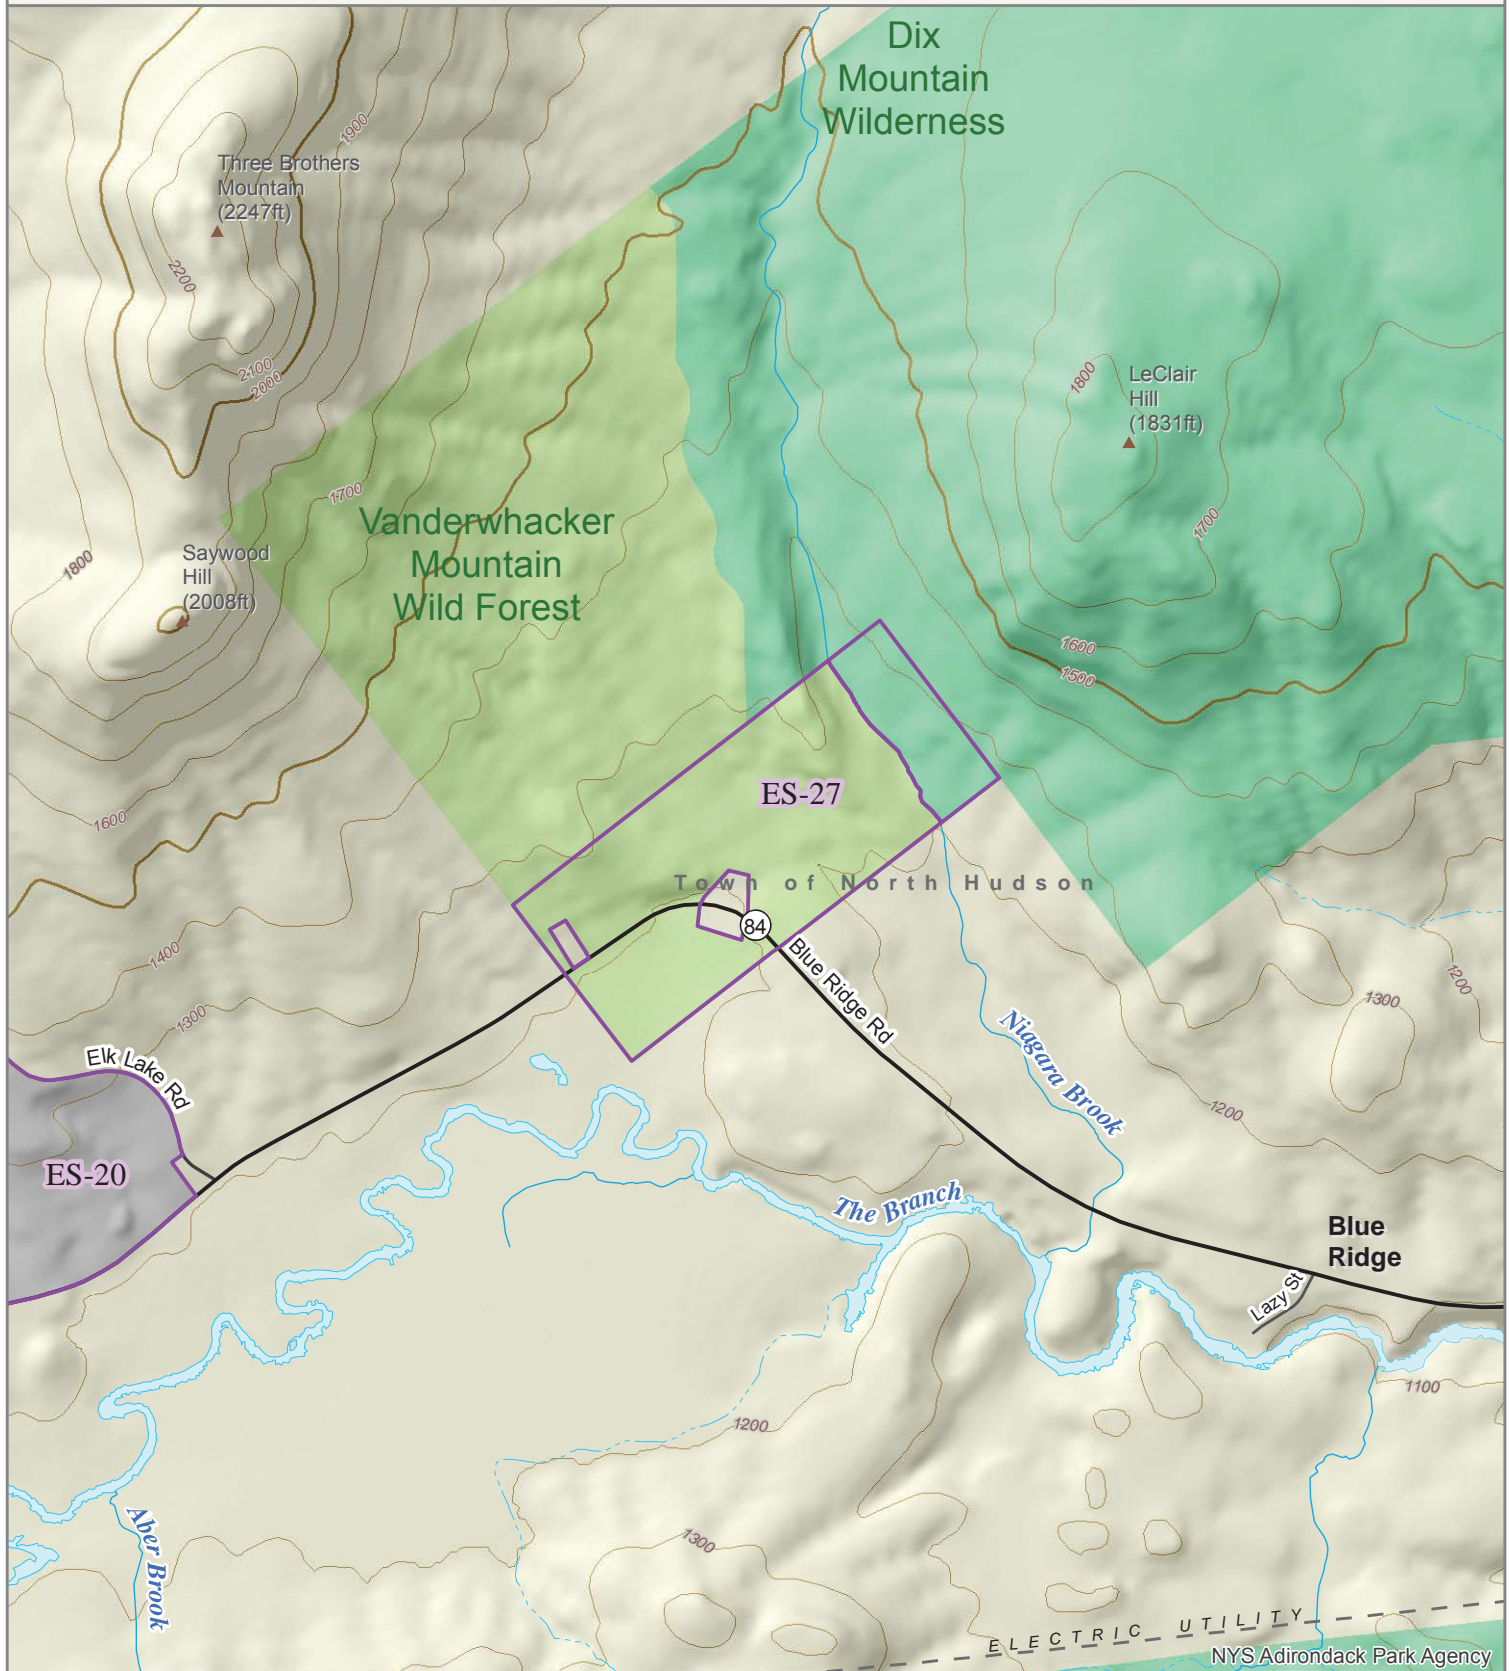 Dix
Mountain
Wilderness
1900
Three Brothers
Mountain
(2247ft)
2200
2100
2000
LeClair
Hill
(1831ft)
1800
1700
1700
Vanderwhacker
Mountain
Wild Forest
Saywood
Hill
(2008ft)
1800
1600
1500
ES-27
1600
Town of North Hudson
84
Blue Ridge Rd
1400
1300
1200
1300
Elk Lake Rd
Niagara Brook
1200
ES-20
The Branch
Blue
Ridge
Lazy St
1100
1200
Aber Brook
1300
ELECTRIC UTILITY
NYS Adirondack Park Agency